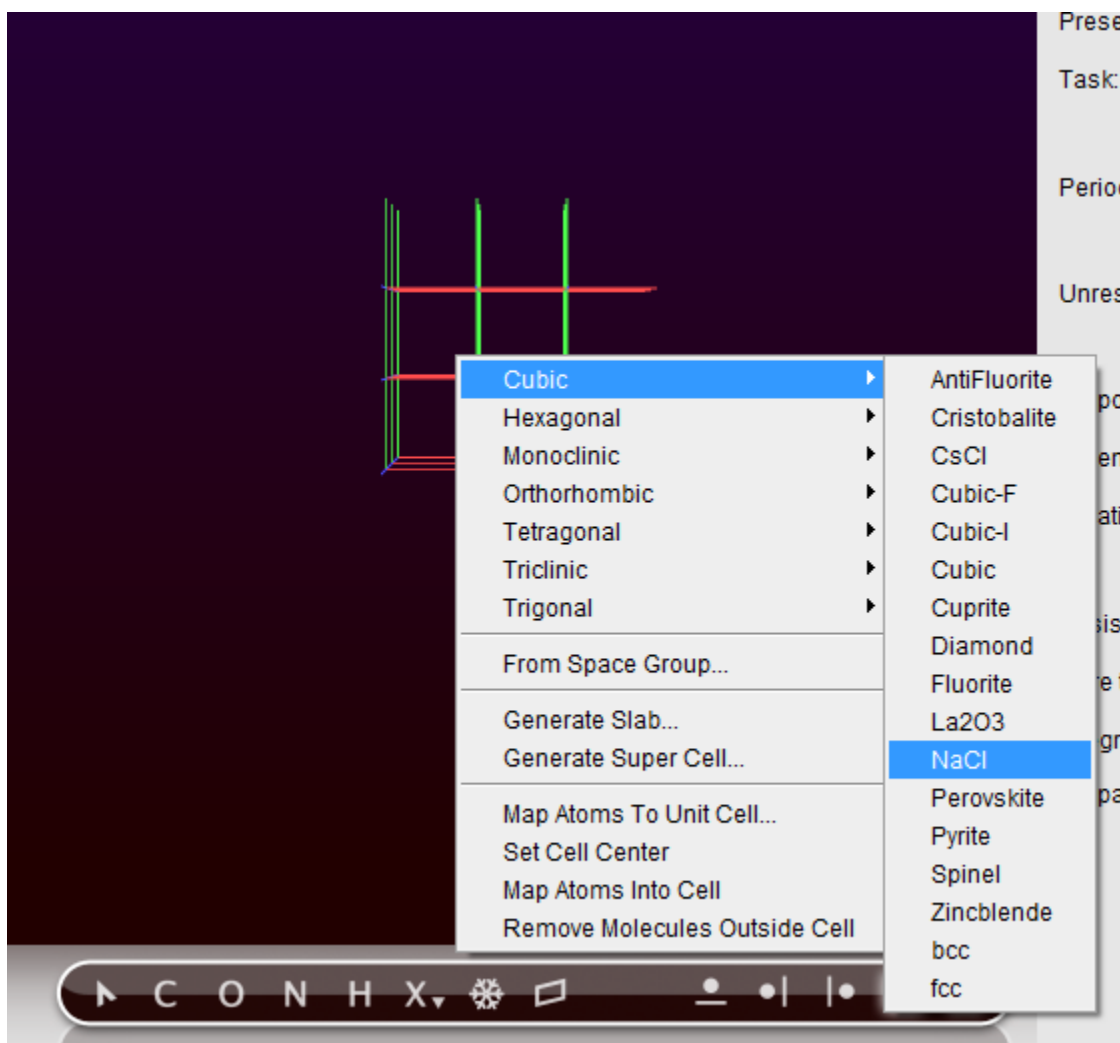 Task:
Cubic
Hexagonal
Monoclinic
Orthorhombic
Tetragonal
Triclinic
Trigonal
From Space Group...
Generate Slab...
Generate Super Cell...
Map Atoms To Unit Cell...
Set Cell Center
Map Atoms Into Cell
Remove Molecules Outside Cell
AntiFluorite
Cristobalite
CsCl
Cubic-F
Cubic-I
Cubic
Cuprite
Diamond
Fluorite
La2O3
NaCl
Perovskite
Pyrite
Spinel
Zincblende
bcc
fcc
C O N H X